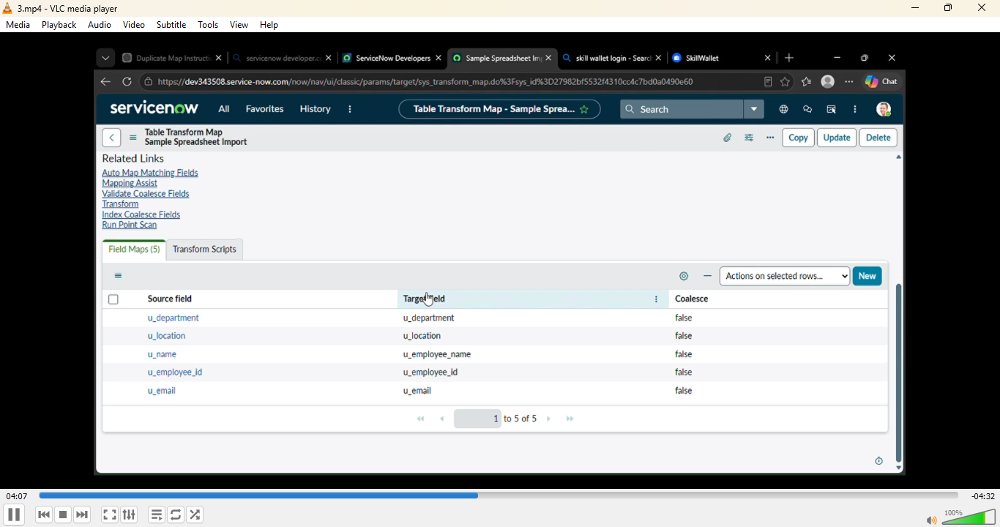 3.mp4 - VLC media player
Media Playback Audio Video Subtitle Tools View Help
Duplicate Map Instructi servicenow developer.c ServiceNow Developers Sample Spreadsheet Im skill wallet login - Searc SkillWallet
https://dev343508.service-now.com/now/nav/ui/classic/params/target/sys_transform_map.do%3Fsys_id%3D27982bf5532f4310cc4c7bd0a0490e60 Chat
servicenow All Favorites History Table Transform Map - Sample Sprea... Search
Table Transform Map
Sample Spreadsheet Import
Copy Update Delete
Related Links
Auto Map Matching Fields
Mapping Assist
Validate Coalesce Fields
Transform
Index Coalesce Fields
Run Point Scan
Field Maps (5) Transform Scripts
Actions on selected rows... New
Source field Target field Coalesce
u_department u_department false
u_location u_location false
u_name u_employee_name false
u_employee_id u_employee_id false
u_email u_email false
1 to 5 of 5
04:07 -04:32
100%